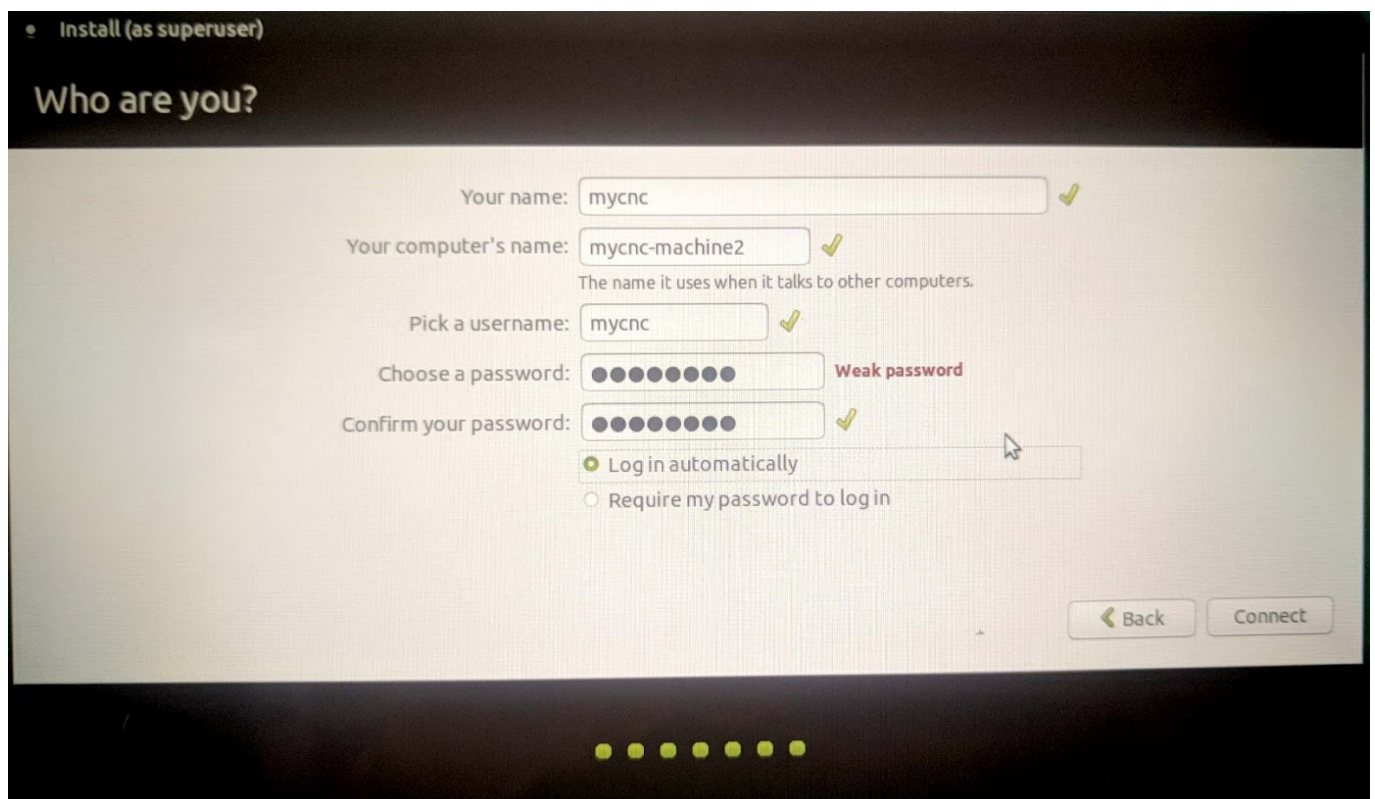 Install (as superuser)
Who are you?
Your name: mycnc
Your computer's name: mycnc-machine2
The name it uses when it talks to other computers.
Pick a username: mycnc
Choose a password: ●●●●●●●● Weak password
Confirm your password: ●●●●●●●●
Log in automatically
Require my password to log in
Back Connect